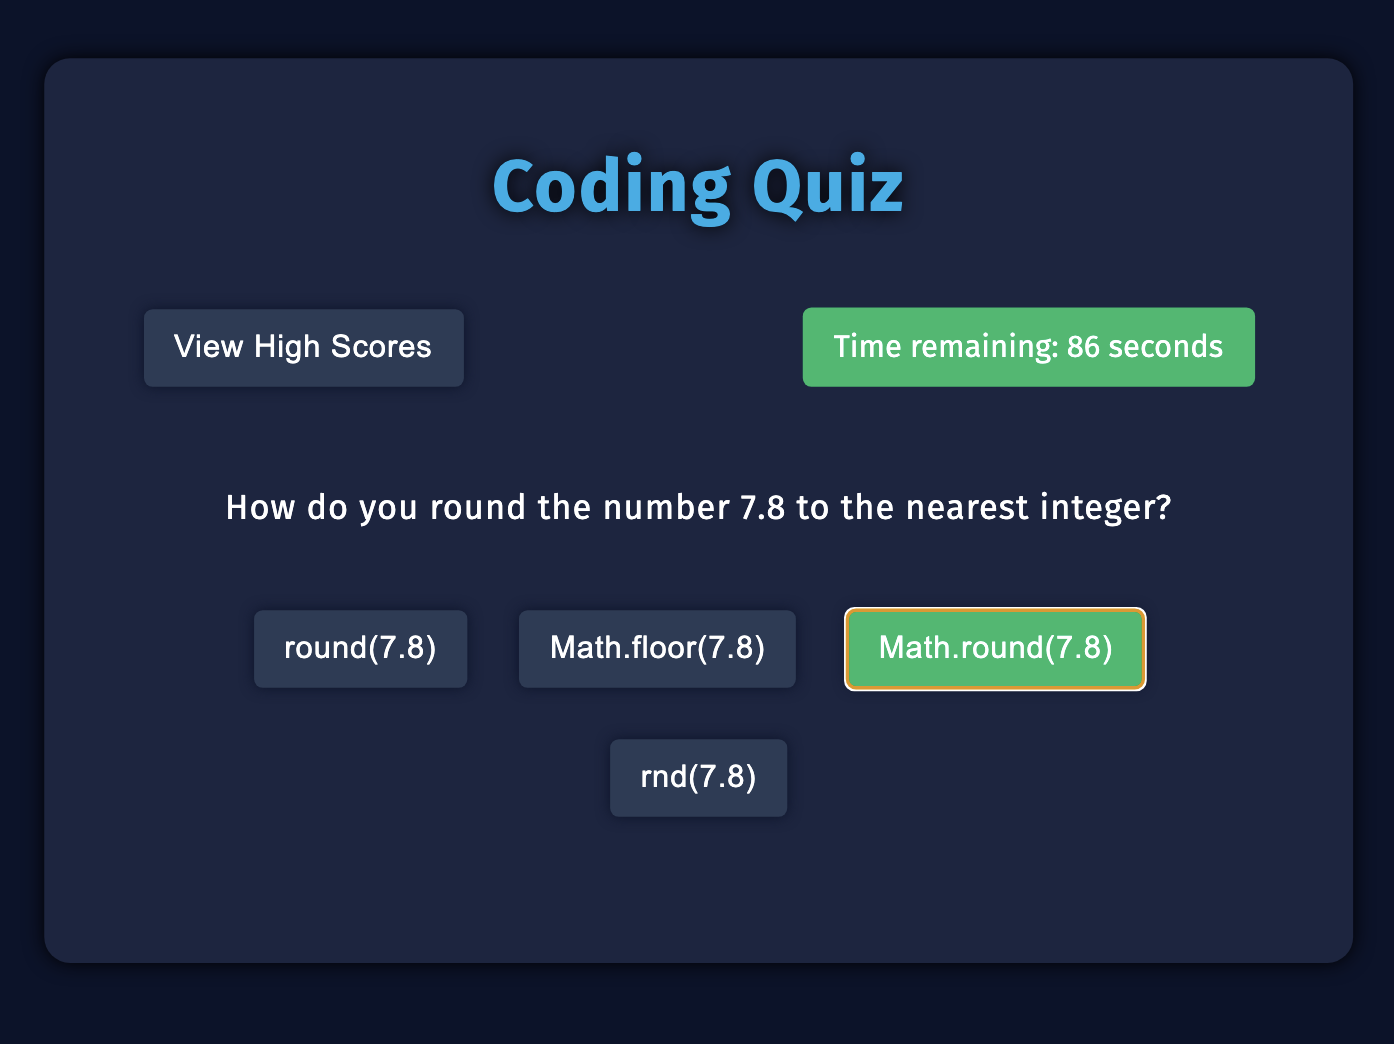 Coding Quiz
View High Scores
Time remaining: 86 seconds
How do you round the number 7.8 to the nearest integer?
round(7.8)
Math.floor(7.8)
Math.round(7.8)
rnd(7.8)